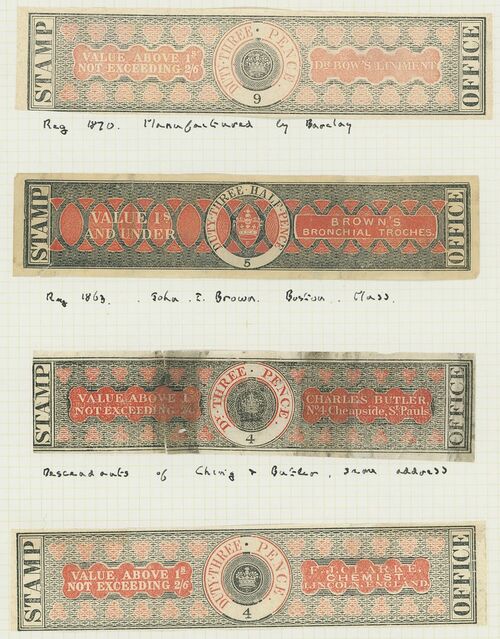 STAMP
VALUE ABOVE 1s
NOT EXCEEDING 2/6
DUTY·THREE·PENCE·
9
Dr BOW'S LINIMENT
OFFICE
Reg 1870. Manufactured by Barclay
STAMP
VALUE 1s
AND UNDER
DUTY·THREE·HALF·PENCE
5
BROWN'S
BRONCHIAL TROCHES.
OFFICE
Reg 1863. John I. Brown. Boston. Mass.
STAMP
VALUE ABOVE 1s
NOT EXCEEDING 2/6
DUTY·THREE·PENCE·
4
CHARLES BUTLER,
No4, Cheapside, St Pauls
OFFICE
Descendants of Ching & Butler, same address
STAMP
VALUE ABOVE 1s
NOT EXCEEDING 2/6
DUTY·THREE·PENCE·
4
F.J. CLARKE,
CHEMIST.
LINCOLN, ENGLAND
OFFICE